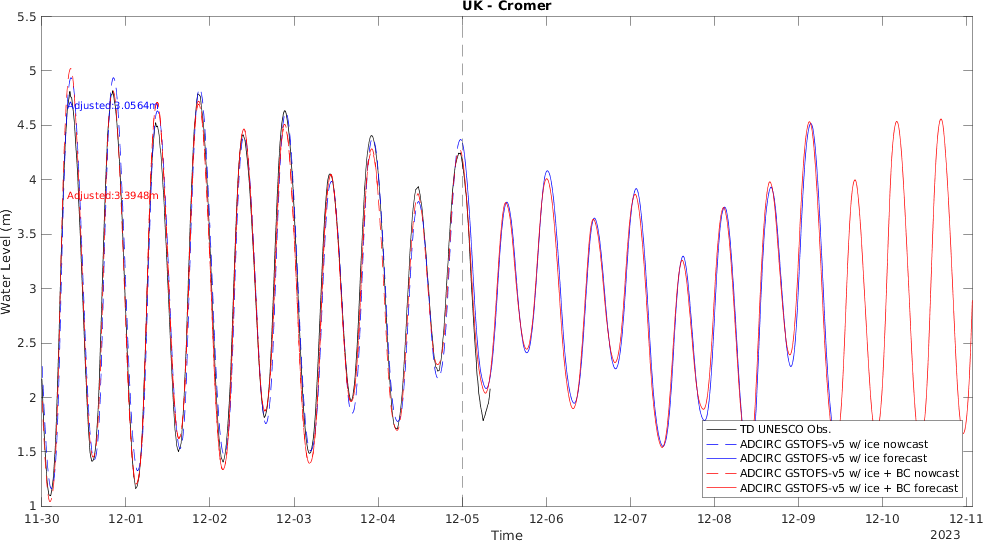 UK - Cromer
5.5
5
4.5
4
3.5
3
2.5
2
1.5
1
Water Level (m)
Adjusted:3.0564m
Adjusted:3.3948m
TD UNESCO Obs.
ADCIRC GSTOFS-v5 w/ ice nowcast
ADCIRC GSTOFS-v5 w/ ice forecast
ADCIRC GSTOFS-v5 w/ ice + BC nowcast
ADCIRC GSTOFS-v5 w/ ice + BC forecast
11-30 12-01 12-02 12-03 12-04 12-05 12-06 12-07 12-08 12-09 12-10 12-11
Time
2023